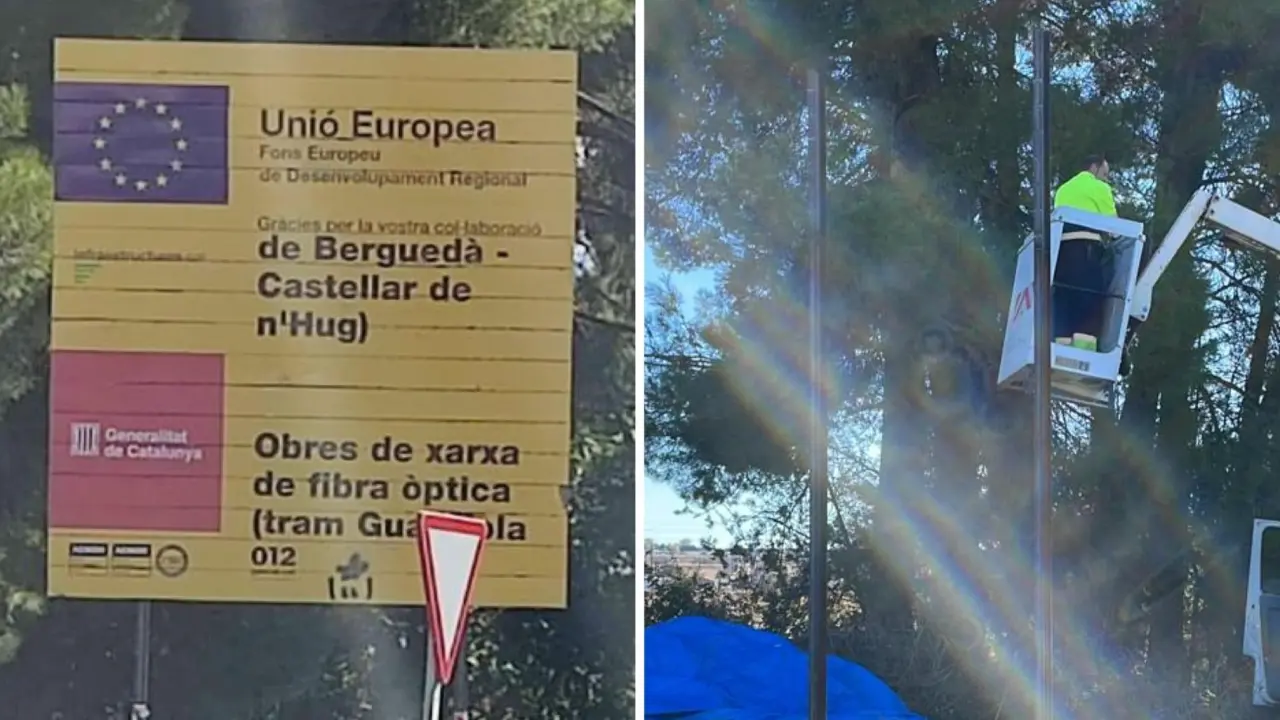 Unió Europea
Fons Europeu
de Desenvolupament Regional
Gràcies per la vostra col·laboració
de Berguedà -
Castellar de
n'Hug)
Generalitat
de Catalunya
Obres de xarxa
de fibra òptica
(tram
012